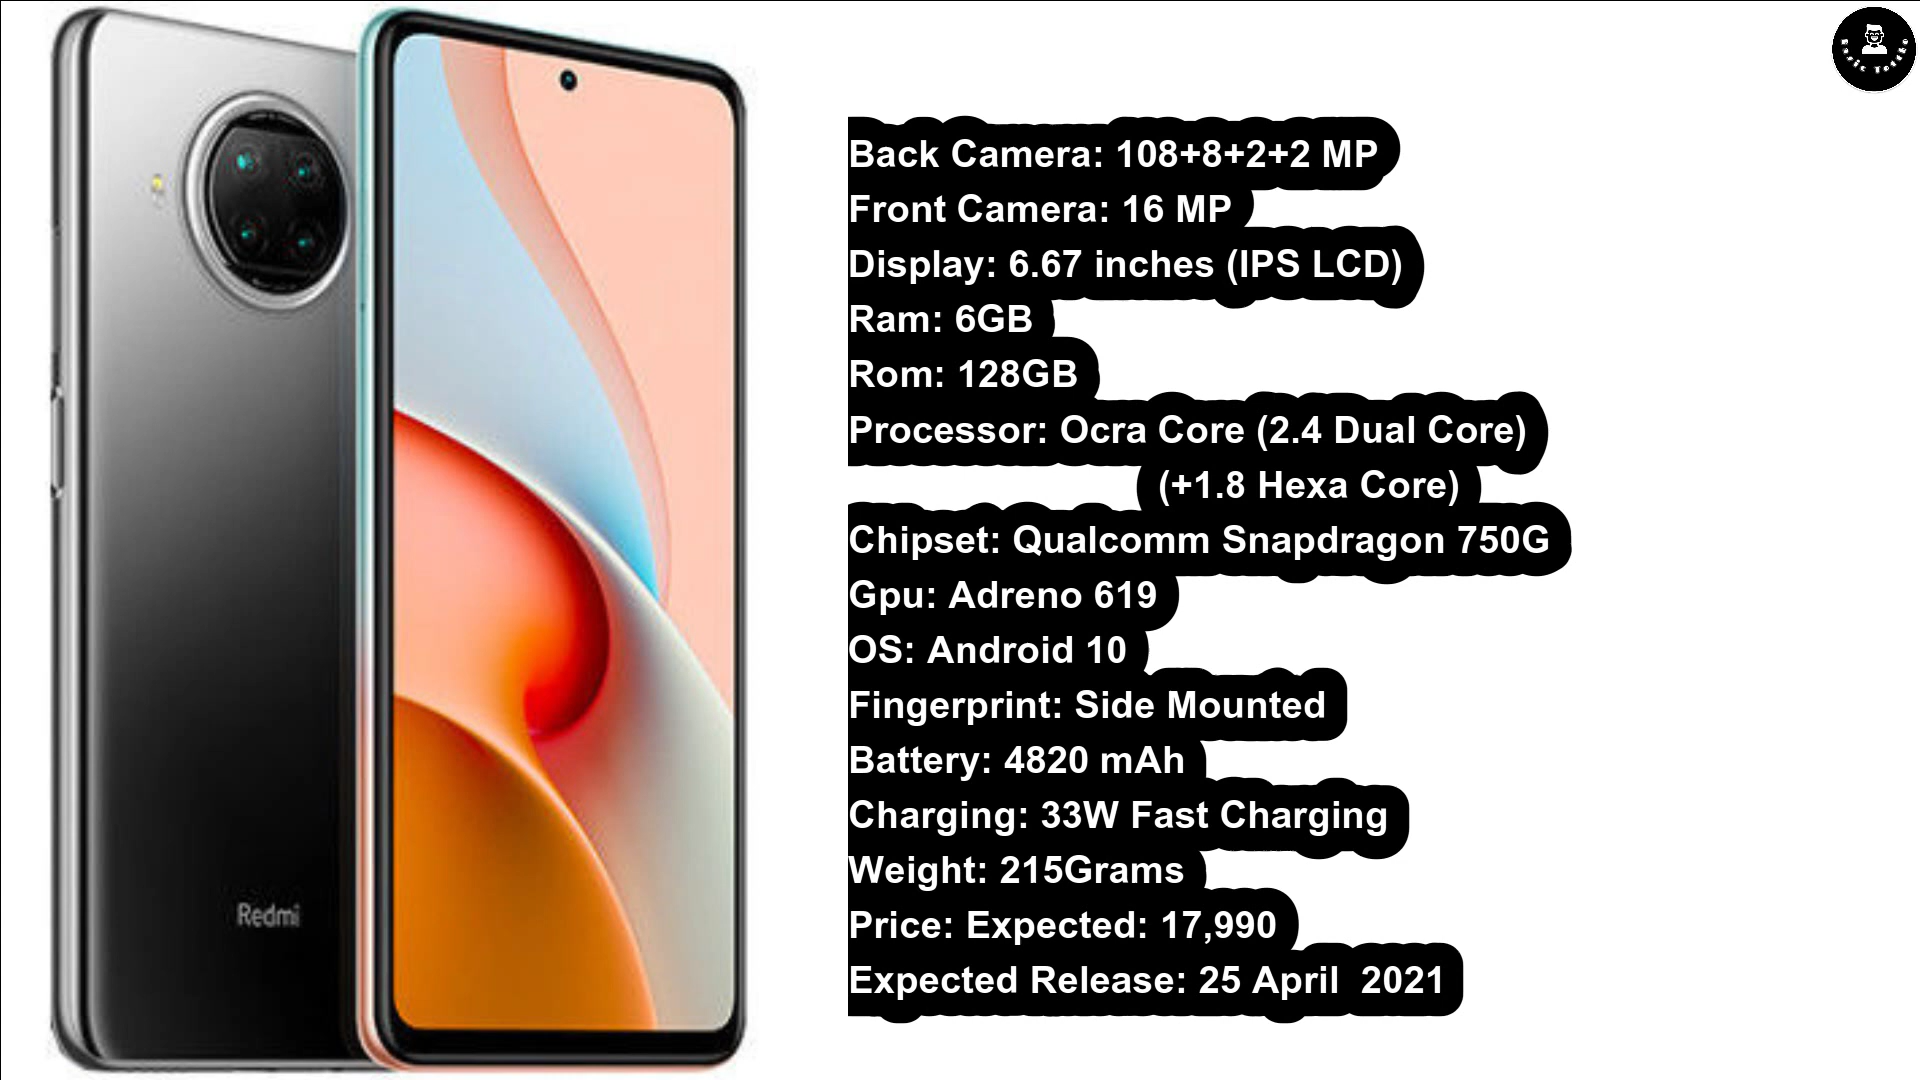 Back Camera: 108+8+2+2 MP
Front Camera: 16 MP
Display: 6.67 inches (IPS LCD)
Ram: 6GB
Rom: 128GB
Processor: Ocra Core (2.4 Dual Core)
(+1.8 Hexa Core)
Chipset: Qualcomm Snapdragon 750G
Gpu: Adreno 619
OS: Android 10
Fingerprint: Side Mounted
Battery: 4820 mAh
Charging: 33W Fast Charging
Weight: 215Grams
Price: Expected: 17,990
Expected Release: 25 April  2021
Redmi